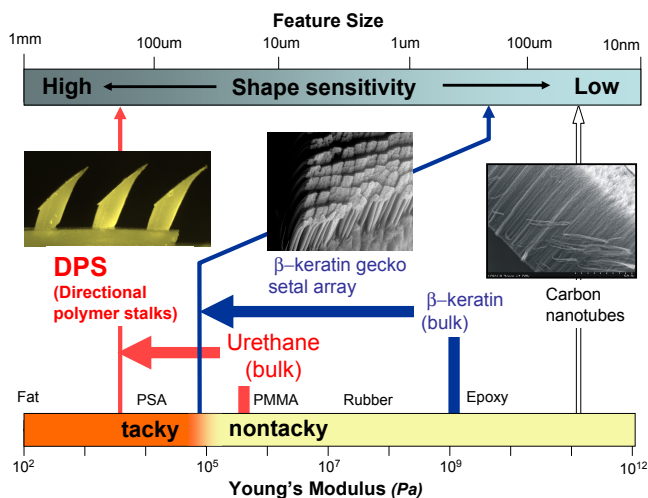 Feature Size
1mm 100um 10um 1um 100um 10nm
High Shape sensitivity Low
DPS
(Directional
polymer stalks)
β-keratin gecko
setal array
β-keratin
(bulk)
Carbon
nanotubes
Urethane
(bulk)
Fat PSA PMMA Rubber Epoxy
tacky nontacky
10² 10⁵ 10⁷ 10⁹ 10¹²
Young's Modulus (Pa)